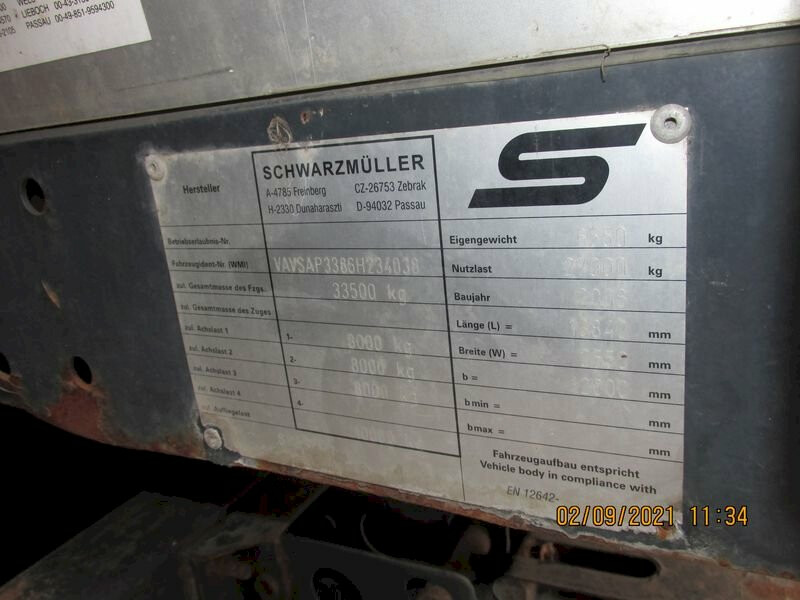 PASSAU 00-49-851-9594300
SCHWARZMÜLLER
Hersteller
A-4785 Freinberg CZ-26753 Zebrak
H-2330 Dunaharaszti D-94032 Passau
Betriebserlaubnis-Nr.
Fahrzeugident-Nr. (WMI) VAVSAP3386H234038
zul. Gesamtmasse des Fzgs. 33500 kg
zul. Gesamtmasse des Zuges
zul. Achslast 1 1- 8000 kg
zul. Achslast 2 2- 8000 kg
zul. Achslast 3 3- 8000 kg
zul. Achslast 4 4-
zul. Aufliegelast
Eigengewicht kg
Nutzlast kg
Baujahr
Länge (L) = mm
Breite (W) = mm
b = mm
b min = mm
b max = mm
Fahrzeugaufbau entspricht
Vehicle body in compliance with
EN 12642-
02/09/2021 11:34